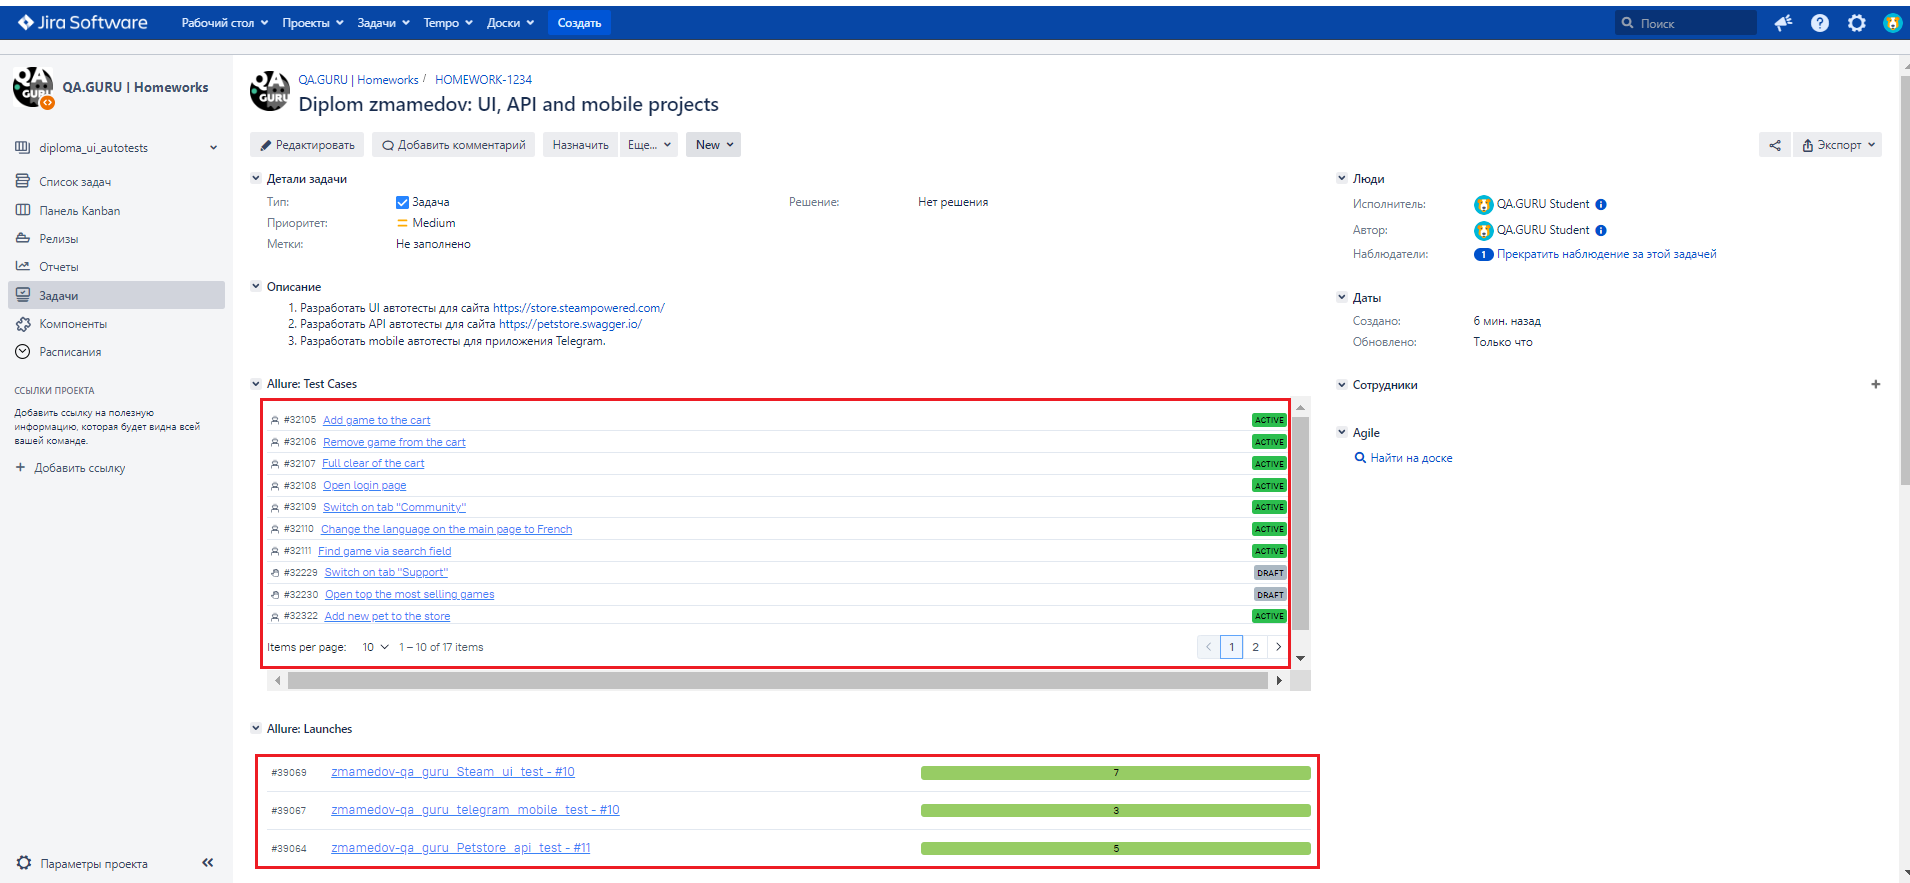 Jira Software Рабочий стол Проекты Задачи Tempo Доски Создать Поиск
QA.GURU | Homeworks
diploma_ui_autotests
Список задач
Панель Kanban
Релизы
Отчеты
Задачи
Компоненты
Расписания
ССЫЛКИ ПРОЕКТА
Добавить ссылку на полезную
информацию, которая будет видна всей
вашей команде.
+ Добавить ссылку
Параметры проекта
QA GURU
QA.GURU | Homeworks / HOMEWORK-1234
Diplom zmamedov: UI, API and mobile projects
Редактировать Добавить комментарий Назначить Еще... New Экспорт
Детали задачи
Тип: Задача Решение: Нет решения
Приоритет: Medium
Метки: Не заполнено
Описание
1. Разработать UI автотесты для сайта https://store.steampowered.com/
2. Разработать API автотесты для сайта https://petstore.swagger.io/
3. Разработать mobile автотесты для приложения Telegram.
Allure: Test Cases
#32105 Add game to the cart ACTIVE
#32106 Remove game from the cart ACTIVE
#32107 Full clear of the cart ACTIVE
#32108 Open login page ACTIVE
#32109 Switch on tab "Community" ACTIVE
#32110 Change the language on the main page to French ACTIVE
#32111 Find game via search field ACTIVE
#32229 Switch on tab "Support" DRAFT
#32230 Open top the most selling games DRAFT
#32322 Add new pet to the store ACTIVE
Items per page: 10 1 – 10 of 17 items 1 2
Allure: Launches
#39069 zmamedov-qa_guru_Steam_ui_test - #10 7
#39067 zmamedov-qa_guru_telegram_mobile_test - #10 3
#39064 zmamedov-qa_guru_Petstore_api_test - #11 5
Люди
Исполнитель: QA.GURU Student
Автор: QA.GURU Student
Наблюдатели: 1 Прекратить наблюдение за этой задачей
Даты
Создано: 6 мин. назад
Обновлено: Только что
Сотрудники +
Agile
Найти на доске